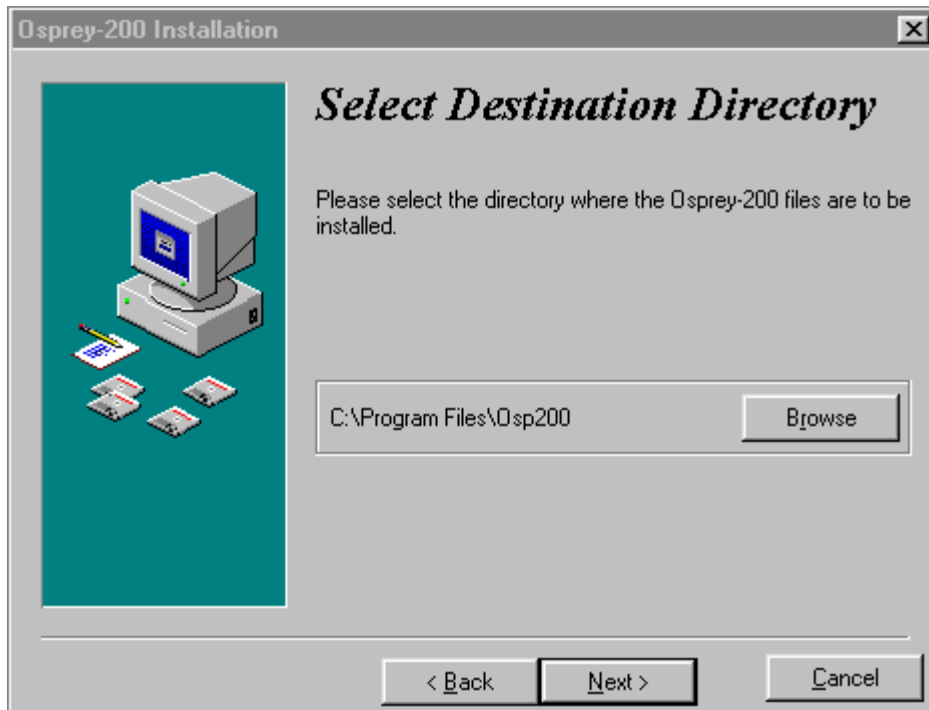 Osprey-200 Installation
Select Destination Directory
Please select the directory where the Osprey-200 files are to be
installed.
C:\Program Files\Osp200
Browse
< Back
Next >
Cancel